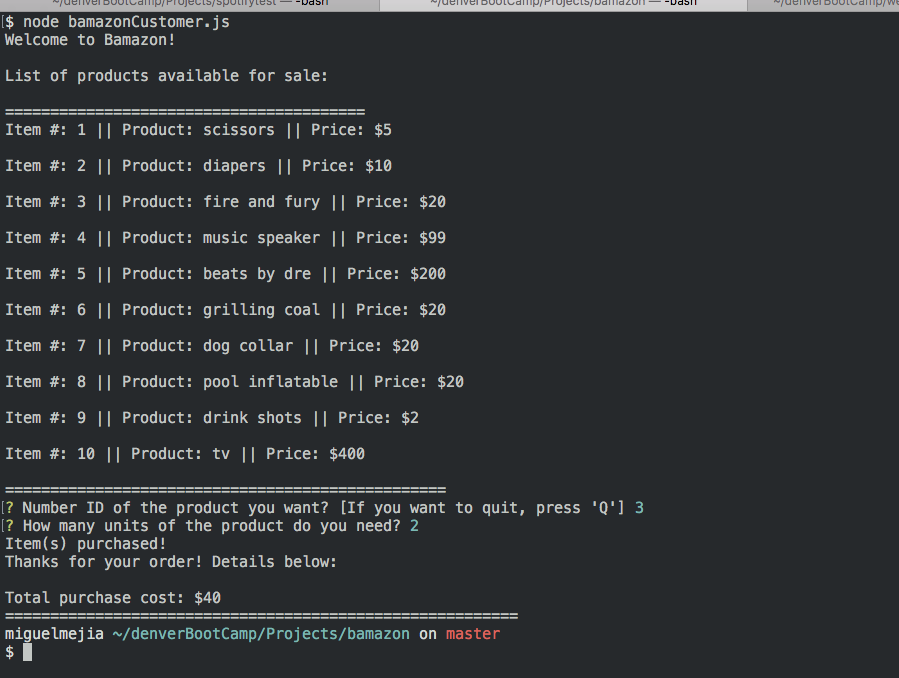 ~/denverBootCamp/Projects/spotifytest — -bash ~/denverBootCamp/Projects/bamazon — -bash ~/denverBootCamp/we
$ node bamazonCustomer.js
Welcome to Bamazon!
List of products available for sale:
========================================
Item #: 1 || Product: scissors || Price: $5
Item #: 2 || Product: diapers || Price: $10
Item #: 3 || Product: fire and fury || Price: $20
Item #: 4 || Product: music speaker || Price: $99
Item #: 5 || Product: beats by dre || Price: $200
Item #: 6 || Product: grilling coal || Price: $20
Item #: 7 || Product: dog collar || Price: $20
Item #: 8 || Product: pool inflatable || Price: $20
Item #: 9 || Product: drink shots || Price: $2
Item #: 10 || Product: tv || Price: $400
=================================================
? Number ID of the product you want? [If you want to quit, press 'Q'] 3
? How many units of the product do you need? 2
Item(s) purchased!
Thanks for your order! Details below:
Total purchase cost: $40
=========================================================
miguelmejia ~/denverBootCamp/Projects/bamazon on master
$